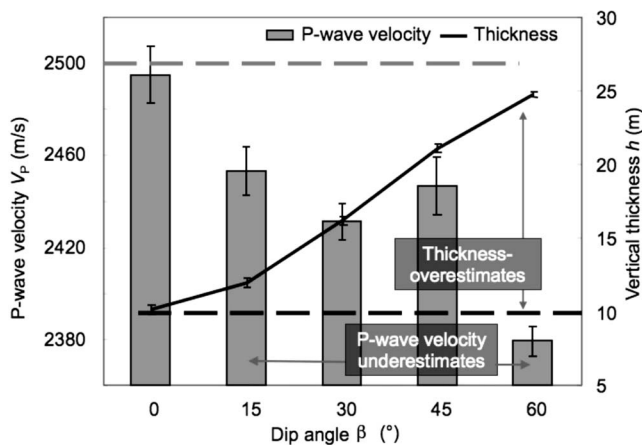 P-wave velocity Thickness
P-wave velocity V_P (m/s)
2500
2460
2420
2380
30
25
20
15
10
5
Vertical thickness h (m)
Thickness-
overestimates
P-wave velocity
underestimates
0 15 30 45 60
Dip angle β (°)